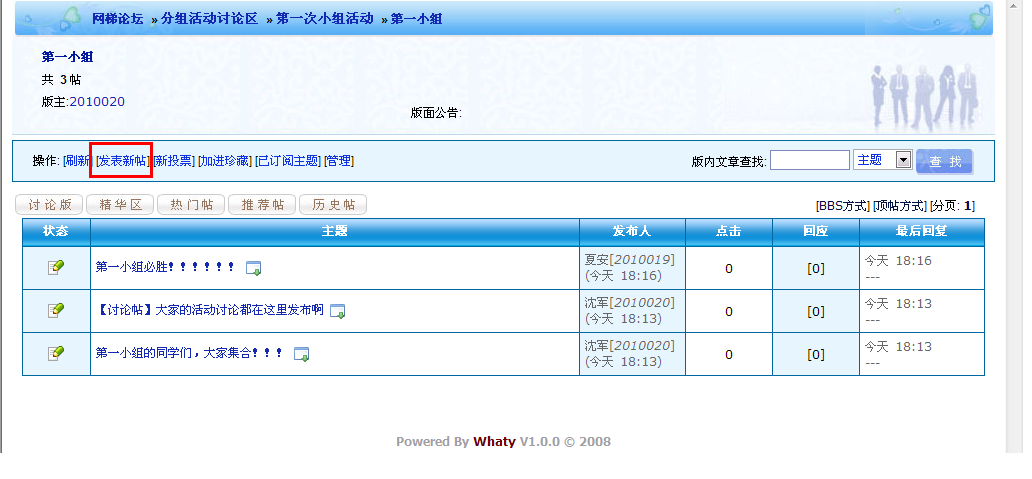 网梯论坛 »分组活动讨论区 »第一次小组活动 »第一小组
第一小组
共 3帖
版主:2010020
版面公告:
操作: [刷新] [发表新帖] [新投票] [加进珍藏] [已订阅主题] [管理]
版内文章查找: 主题 查 找
讨论版 精华区 热门帖 推荐帖 历史帖
[BBS方式] [顶帖方式] [分页: 1]
状态 主题 发布人 点击 回应 最后回复
第一小组必胜！！！！！！ 夏安[2010019] 0 [0] 今天 18:16
(今天 18:16) ---
【讨论帖】大家的活动讨论都在这里发布啊 沈军[2010020] 0 [0] 今天 18:13
(今天 18:13) ---
第一小组的同学们，大家集合！！！ 沈军[2010020] 0 [0] 今天 18:13
(今天 18:13) ---
Powered By Whaty V1.0.0 © 2008